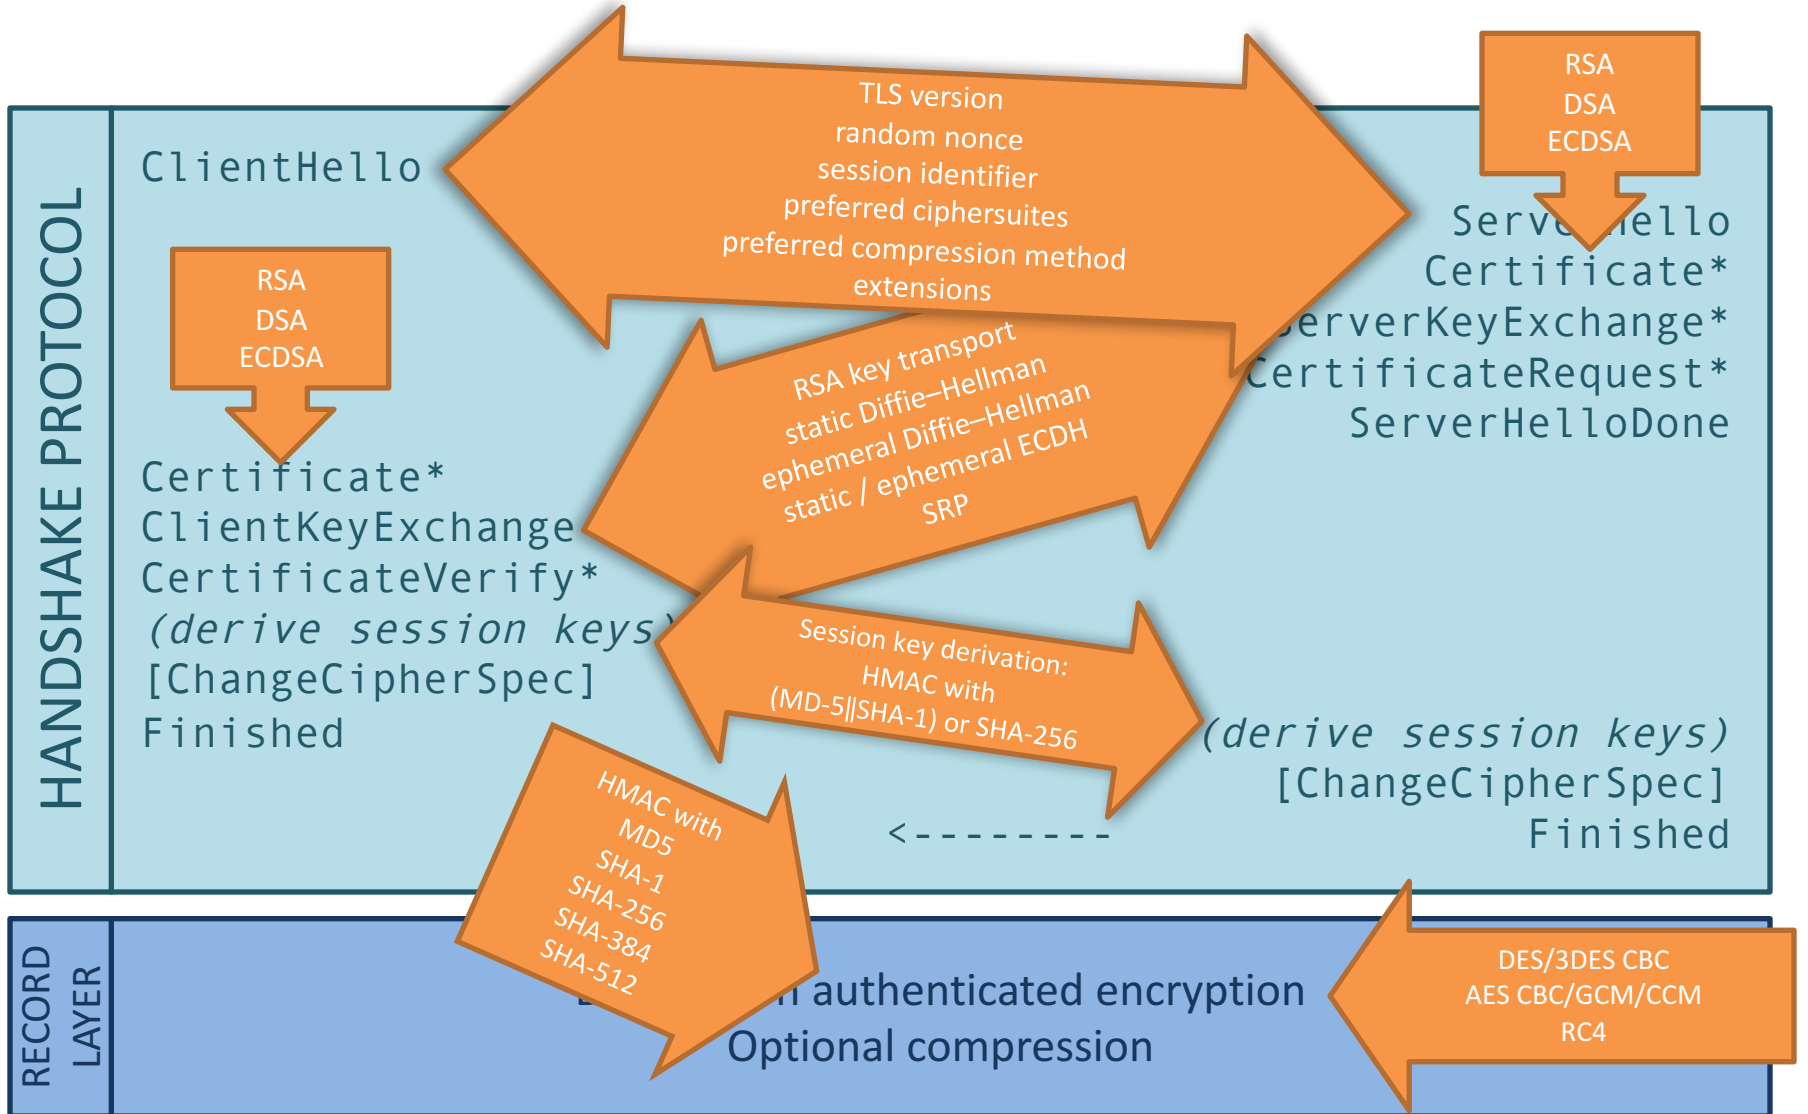 HANDSHAKE PROTOCOL
ClientHello
TLS version
random nonce
session identifier
preferred ciphersuites
preferred compression method
extensions
RSA
DSA
ECDSA
Certificate*
CertificateRequest*
ServerHelloDone
RSA
DSA
ECDSA
RSA key transport
static Diffie–Hellman
ephemeral Diffie–Hellman
static / ephemeral ECDH
SRP
Certificate*
ClientKeyExchange
CertificateVerify*
(derive session keys)
[ChangeCipherSpec]
Finished
Session key derivation:
HMAC with
(MD-5||SHA-1) or SHA-256
(derive session keys)
[ChangeCipherSpec]
<-------- Finished
HMAC with
MD5
SHA-1
SHA-256
SHA-384
SHA-512
RECORD
LAYER
authenticated encryption
Optional compression
DES/3DES CBC
AES CBC/GCM/CCM
RC4